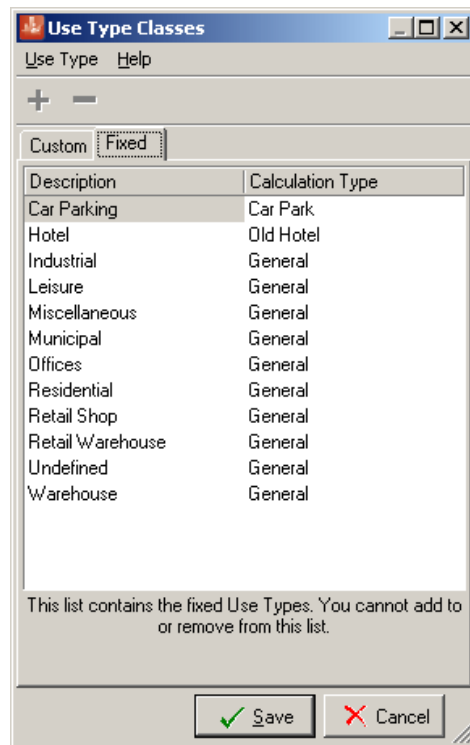 Use Type Classes
Use Type Help
Custom Fixed
Description Calculation Type
Car Parking Car Park
Hotel Old Hotel
Industrial General
Leisure General
Miscellaneous General
Municipal General
Offices General
Residential General
Retail Shop General
Retail Warehouse General
Undefined General
Warehouse General
This list contains the fixed Use Types. You cannot add to
or remove from this list.
Save Cancel